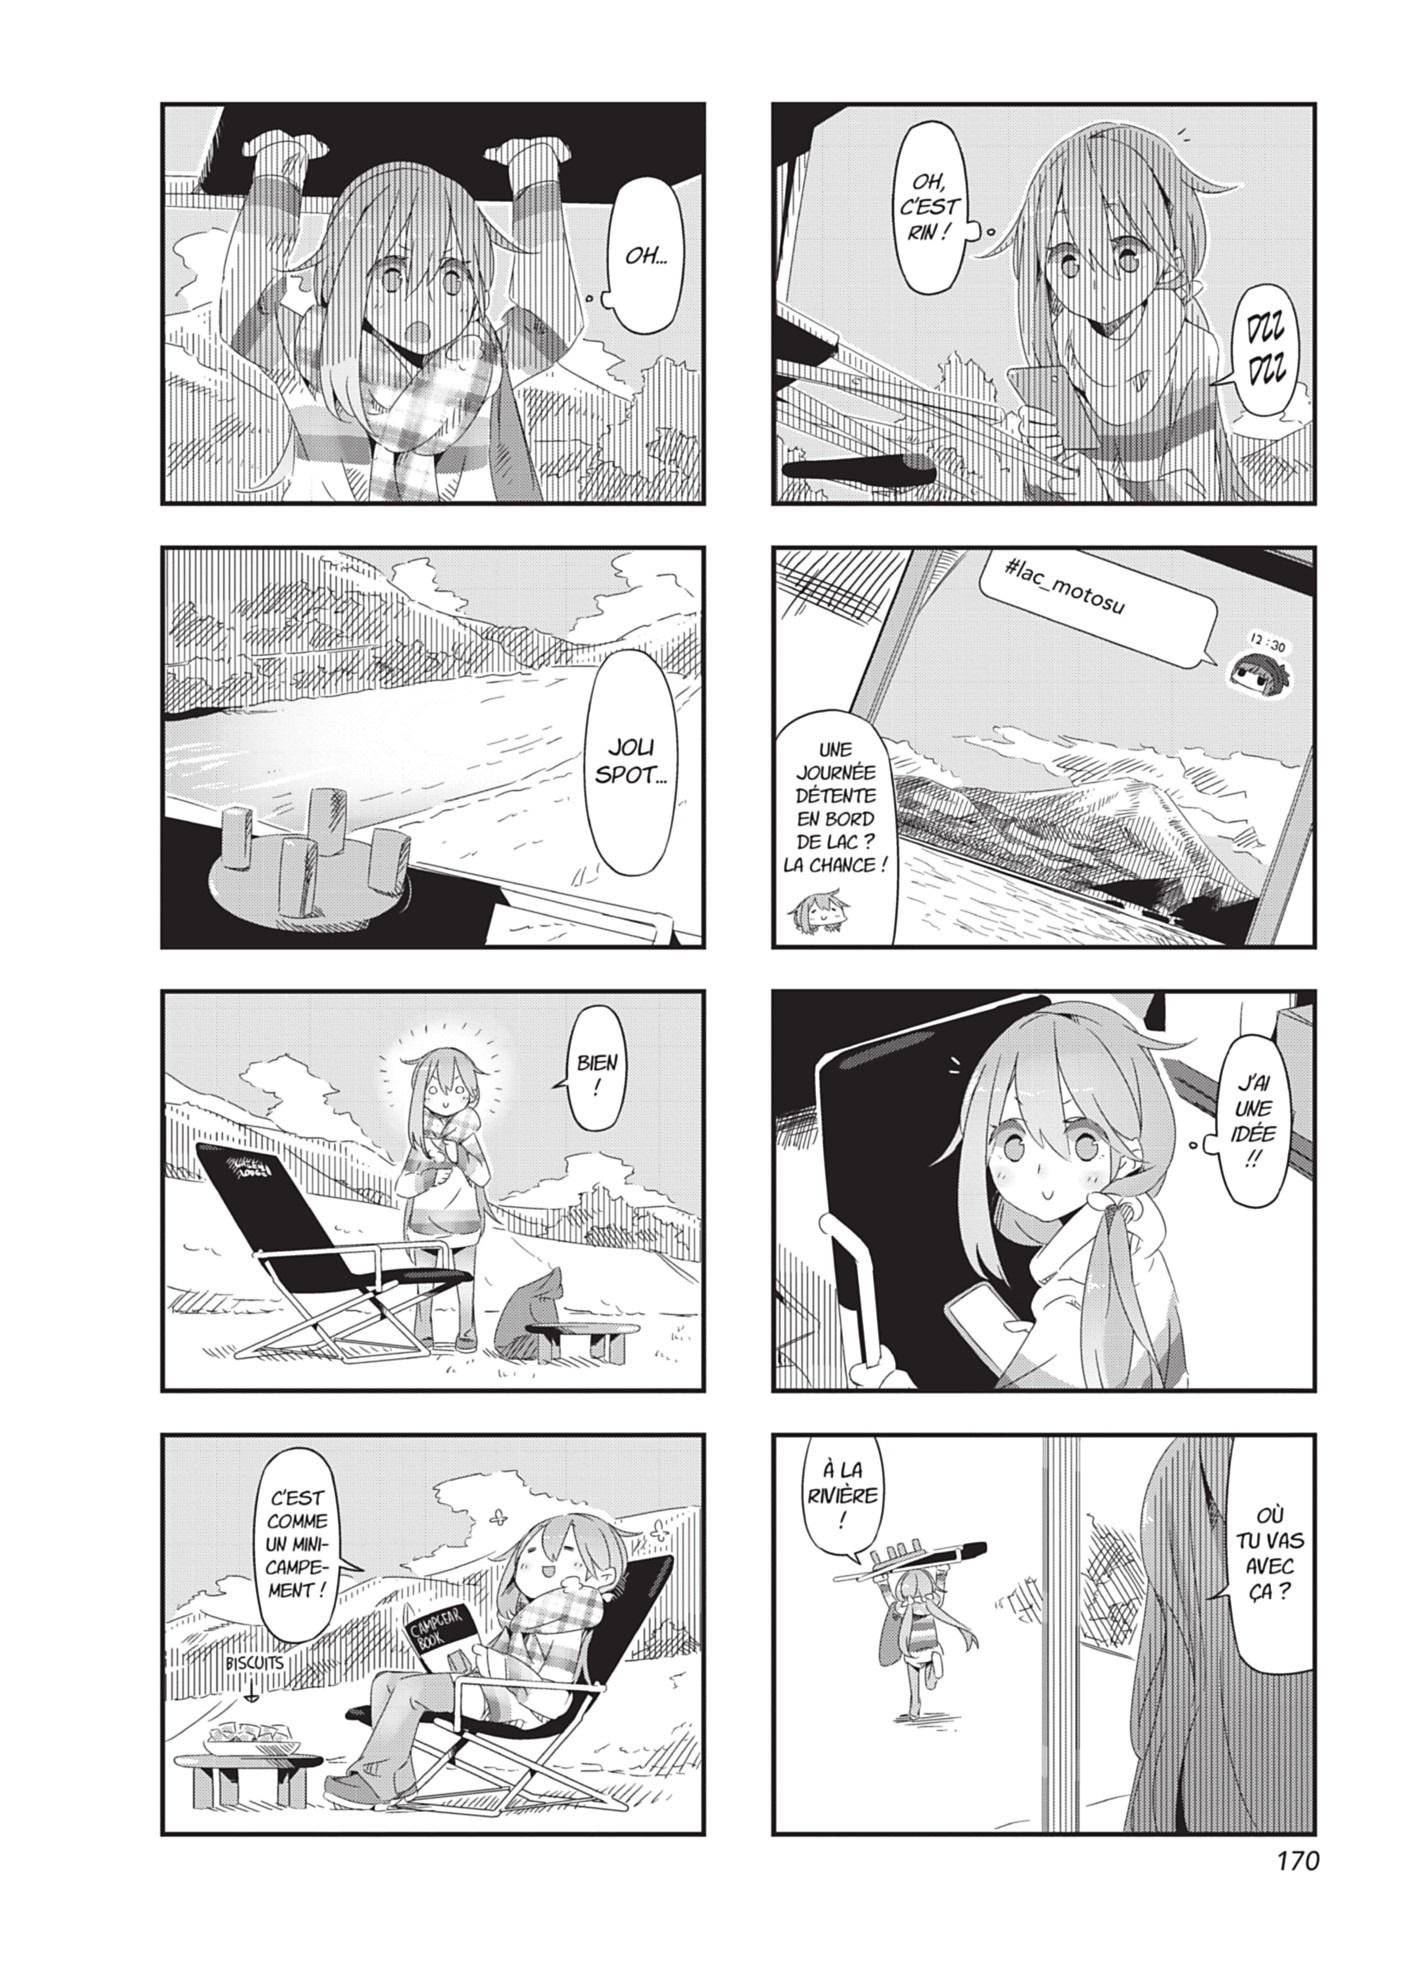 OH,
C'EST
RIN !
DZZ
DZZ
#lac_motosu
12:30
UNE
JOURNÉE
DÉTENTE
EN BORD
DE LAC ?
LA CHANCE !
J'AI
UNE
IDÉE
!!
OÙ
TU VAS
AVEC
ÇA ?
À LA
RIVIÈRE
!
OH...
JOLI
SPOT...
BIEN
!
C'EST
COMME
UN MINI-
CAMPE-
MENT !
CAMPGEAR
BOOK
BISCUITS
170